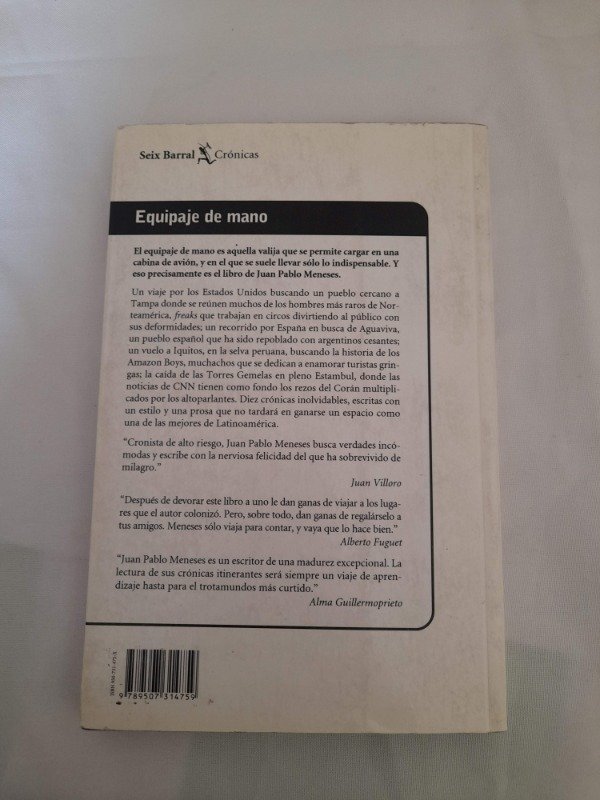 Seix Barral Crónicas
Equipaje de mano
El equipaje de mano es aquella valija que se permite cargar en una
cabina de avión, y en el que se suele llevar sólo lo indispensable. Y
eso precisamente es el libro de Juan Pablo Meneses.
Un viaje por los Estados Unidos buscando un pueblo cercano a
Tampa donde se reúnen muchos de los hombres más raros de Nor-
teamérica, freaks que trabajan en circos divirtiendo al público con
sus deformidades; un recorrido por España en busca de Aguaviva,
un pueblo español que ha sido repoblado con argentinos cesantes;
un vuelo a Iquitos, en la selva peruana, buscando la historia de los
Amazon Boys, muchachos que se dedican a enamorar turistas grin-
gas; la caída de las Torres Gemelas en pleno Estambul, donde las
noticias de CNN tienen como fondo los rezos del Corán multipli-
cados por los altoparlantes. Diez crónicas inolvidables, escritas con
un estilo y una prosa que no tardará en ganarse un espacio como
una de las mejores de Latinoamérica.
“Cronista de alto riesgo, Juan Pablo Meneses busca verdades incó-
modas y escribe con la nerviosa felicidad del que ha sobrevivido de
milagro.”
Juan Villoro
“Después de devorar este libro a uno le dan ganas de viajar a los luga-
res que el autor colonizó. Pero, sobre todo, dan ganas de regalárselo a
tus amigos. Meneses sólo viaja para contar, y vaya que lo hace bien.”
Alberto Fuguet
“Juan Pablo Meneses es un escritor de una madurez excepcional. La
lectura de sus crónicas itinerantes será siempre un viaje de apren-
dizaje hasta para el trotamundos más curtido.”
Alma Guillermoprieto
9 789507 314759